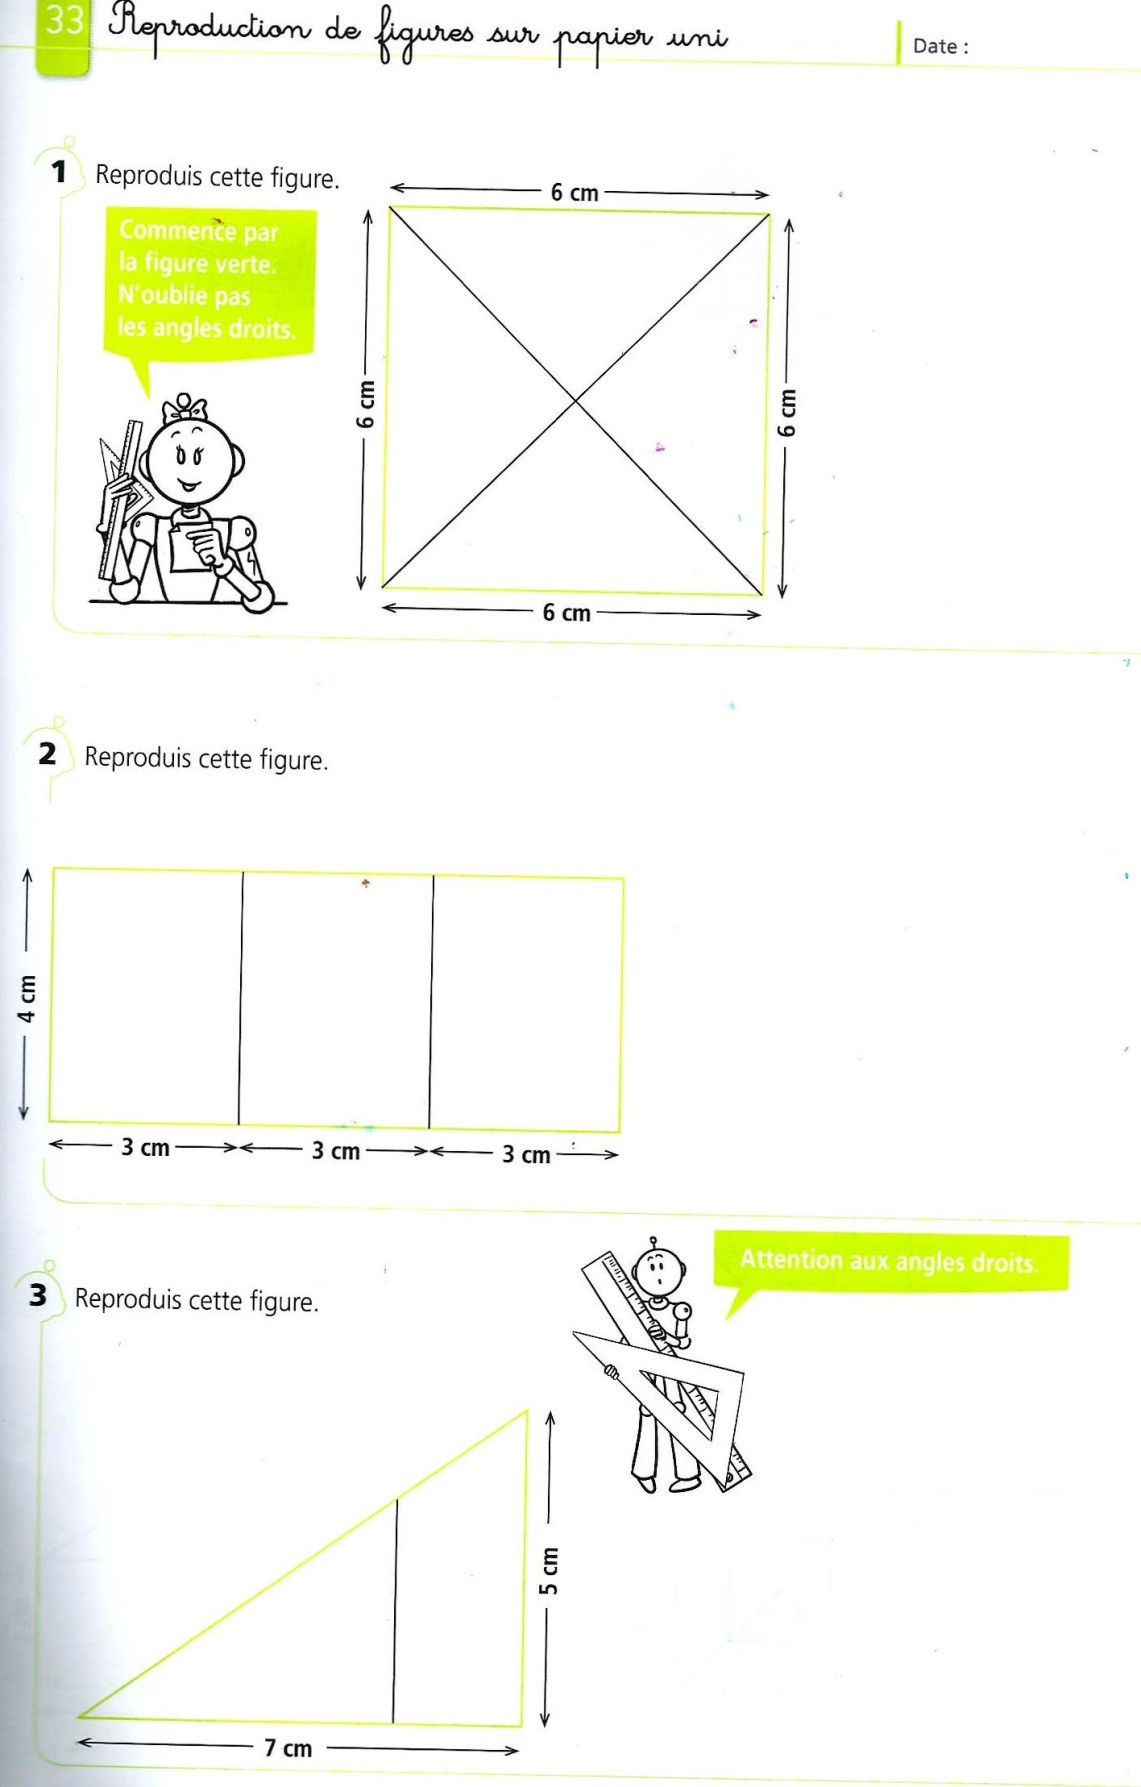 33 Reproduction de figures sur papier uni
Date :
1 Reproduis cette figure.
Commence par
la figure verte.
N'oublie pas
les angles droits.
6 cm
6 cm
6 cm
6 cm
2 Reproduis cette figure.
4 cm
3 cm 3 cm 3 cm
3 Reproduis cette figure.
Attention aux angles droits.
5 cm
7 cm